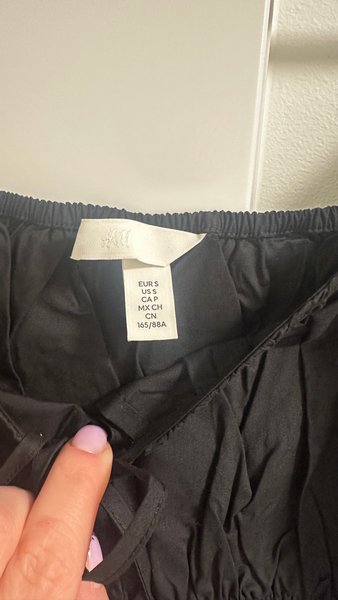 H&M
EUR S
US S
CA P
MX CH
CN
165/88A